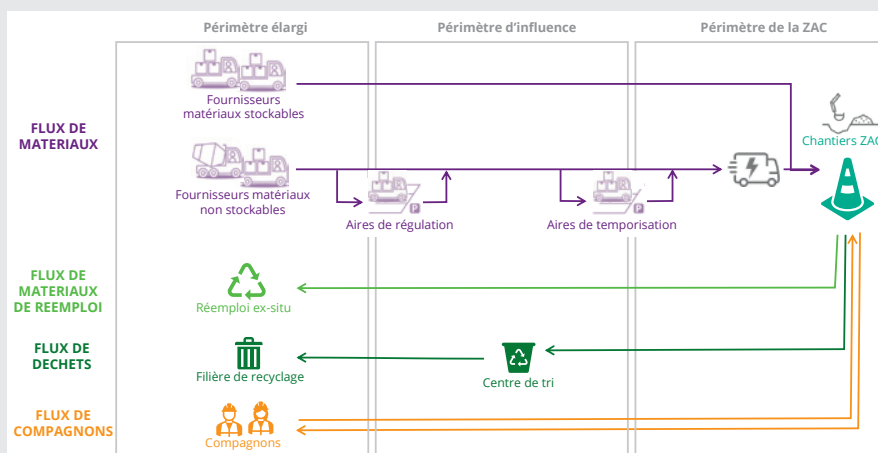 Périmètre élargi
Périmètre d'influence
Périmètre de la ZAC
FLUX DE
MATERIAUX
Fournisseurs
matériaux stockables
Fournisseurs matériaux
non stockables
P
Aires de régulation
P
Aires de temporisation
Chantiers ZAC
FLUX DE
MATERIAUX
DE REEMPLOI
Réemploi ex-situ
FLUX DE
DECHETS
Filière de recyclage
Centre de tri
FLUX DE
COMPAGNONS
Compagnons